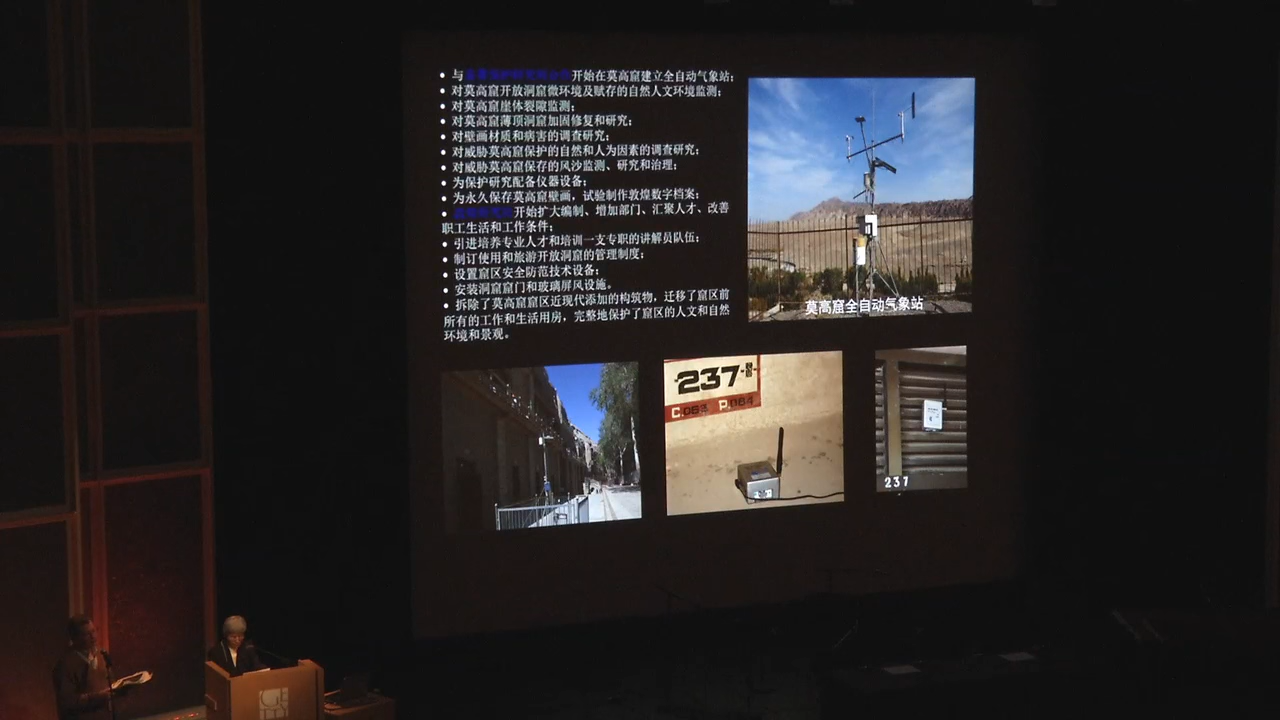 • 与开始在莫高窟建立全自动气象站；
• 对莫高窟开放洞窟微环境及赋存的自然人文环境监测；
• 对莫高窟崖体裂隙监测；
• 对莫高窟薄顶洞窟加固修复和研究；
• 对壁画材质和病害的调查研究；
• 对威胁莫高窟保护的自然和人为因素的调查研究；
• 对威胁莫高窟保存的风沙监测、研究和治理；
• 为保护研究配备仪器设备；
• 为永久保存莫高窟壁画，试验制作敦煌数字档案；
• 开始扩大编制、增加部门、汇聚人才、改善
职工生活和工作条件；
• 引进培养专业人才和培训一支专职的讲解员队伍；
• 制订使用和旅游开放洞窟的管理制度；
• 设置窟区安全防范技术设备；
• 安装洞窟窟门和玻璃屏风设施。
• 拆除了莫高窟窟区近现代添加的构筑物，迁移了窟区前
所有的工作和生活用房，完整地保护了窟区的人文和自然
环境和景观。
莫高窟全自动气象站
237
C.063 P.084
237